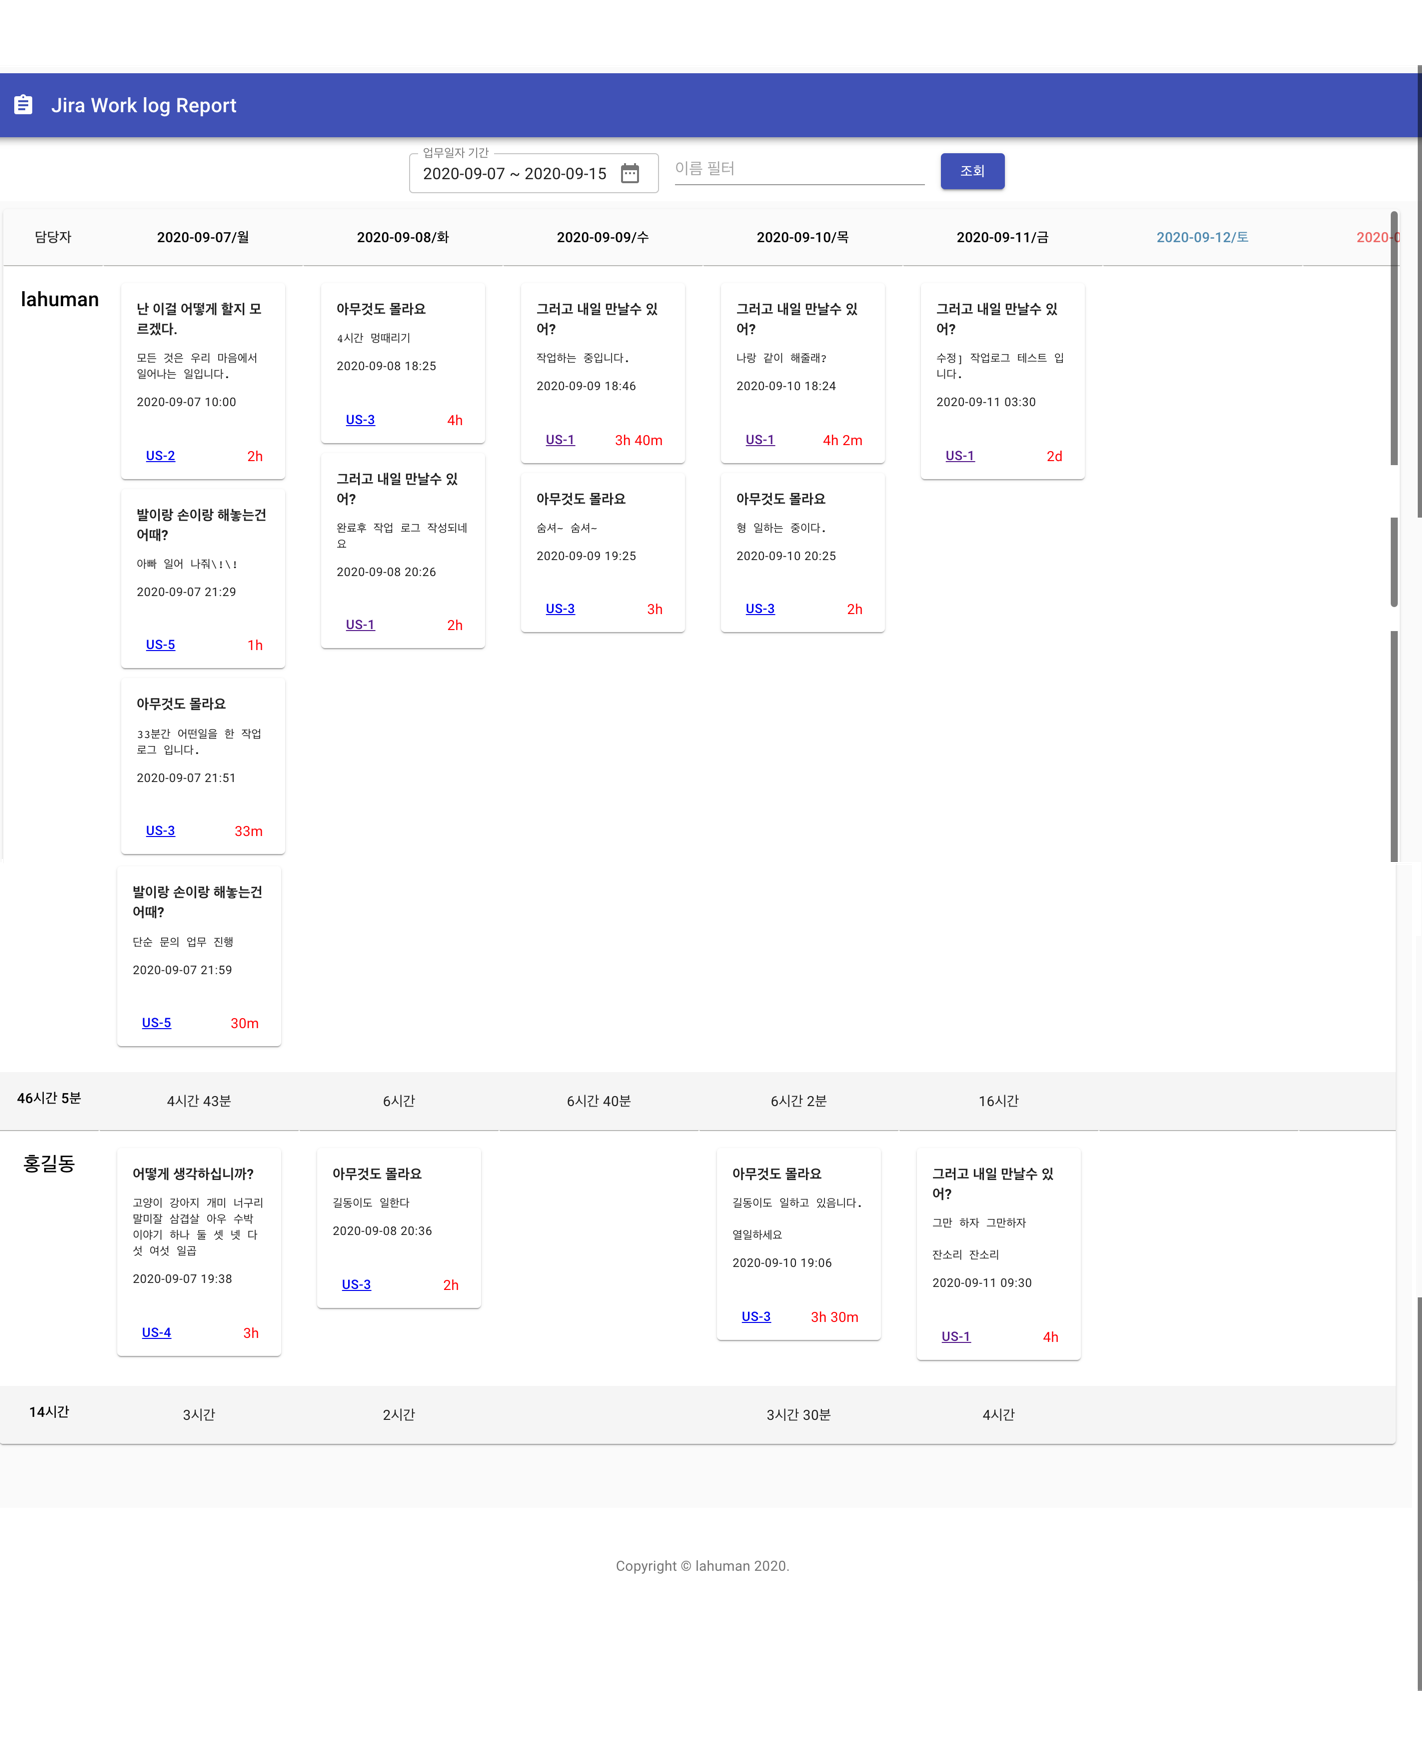 Jira Work log Report
업무일자 기간
2020-09-07 ~ 2020-09-15
이름 필터
조회
담당자
2020-09-07/월
2020-09-08/화
2020-09-09/수
2020-09-10/목
2020-09-11/금
2020-09-12/토
2020-0
lahuman
난 이걸 어떻게 할지 모
르겠다.
모든 것은 우리 마음에서
일어나는 일입니다.
2020-09-07 10:00
US-2
2h
발이랑 손이랑 해놓는건
어때?
아빠 일어 나줘\!\!
2020-09-07 21:29
US-5
1h
아무것도 몰라요
33분간 어떤일을 한 작업
로그 입니다.
2020-09-07 21:51
US-3
33m
발이랑 손이랑 해놓는건
어때?
단순 문의 업무 진행
2020-09-07 21:59
US-5
30m
아무것도 몰라요
4시간 멍때리기
2020-09-08 18:25
US-3
4h
그러고 내일 만날수 있
어?
완료후 작업 로그 작성되네
요
2020-09-08 20:26
US-1
2h
그러고 내일 만날수 있
어?
작업하는 중입니다.
2020-09-09 18:46
US-1
3h 40m
아무것도 몰라요
숨셔~ 숨셔~
2020-09-09 19:25
US-3
3h
그러고 내일 만날수 있
어?
나랑 같이 해줄래?
2020-09-10 18:24
US-1
4h 2m
아무것도 몰라요
형 일하는 중이다.
2020-09-10 20:25
US-3
2h
그러고 내일 만날수 있
어?
수정] 작업로그 테스트 입
니다.
2020-09-11 03:30
US-1
2d
46시간 5분
4시간 43분
6시간
6시간 40분
6시간 2분
16시간
홍길동
어떻게 생각하십니까?
고양이 강아지 개미 너구리
말미잘 삼겹살 아우 수박
이야기 하나 둘 셋 넷 다
섯 여섯 일곱
2020-09-07 19:38
US-4
3h
아무것도 몰라요
길동이도 일한다
2020-09-08 20:36
US-3
2h
아무것도 몰라요
길동이도 일하고 있음니다.
열일하세요
2020-09-10 19:06
US-3
3h 30m
그러고 내일 만날수 있
어?
그만 하자 그만하자
잔소리 잔소리
2020-09-11 09:30
US-1
4h
14시간
3시간
2시간
3시간 30분
4시간
Copyright © lahuman 2020.